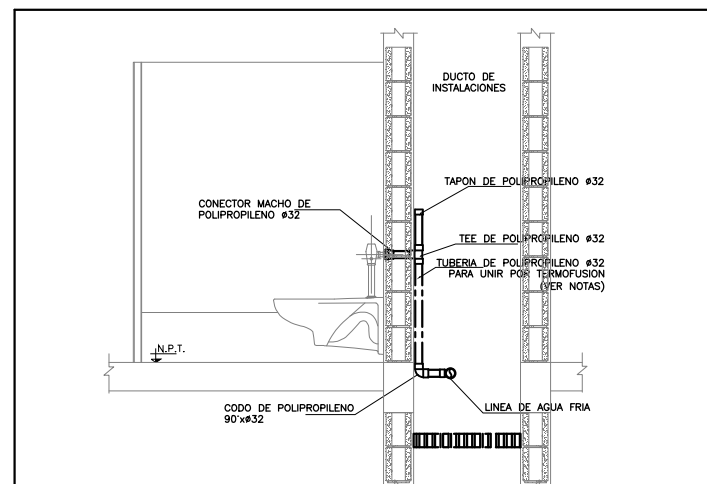 DUCTO DE
INSTALACIONES
TAPON DE POLIPROPILENO ø32
CONECTOR MACHO DE
POLIPROPILENO ø32
TEE DE POLIPROPILENO ø32
TUBERIA DE POLIPROPILENO ø32
PARA UNIR POR TERMOFUSION
(VER NOTAS)
N.P.T.
CODO DE POLIPROPILENO
90°xø32
LINEA DE AGUA FRIA